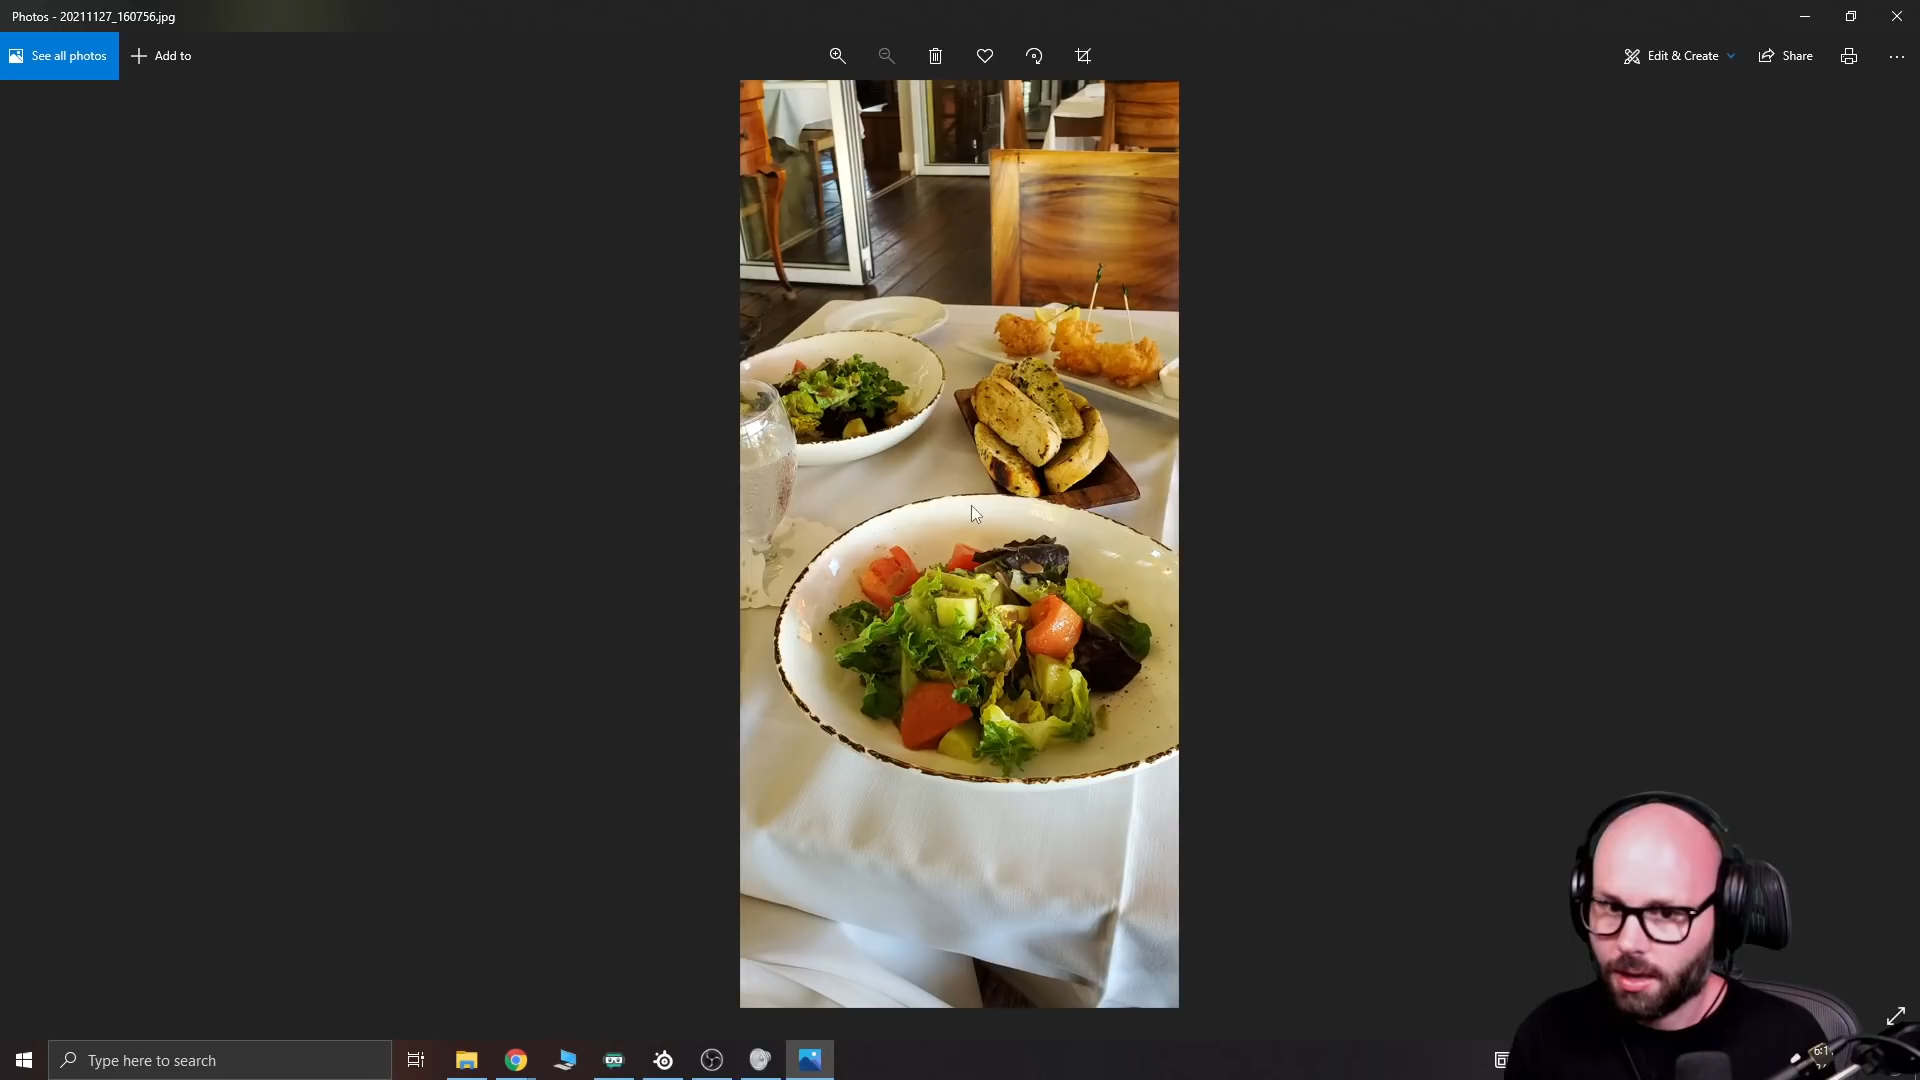 Photos - 20211127_160756.jpg
See all photos
Add to
Edit & Create
Share
Type here to search